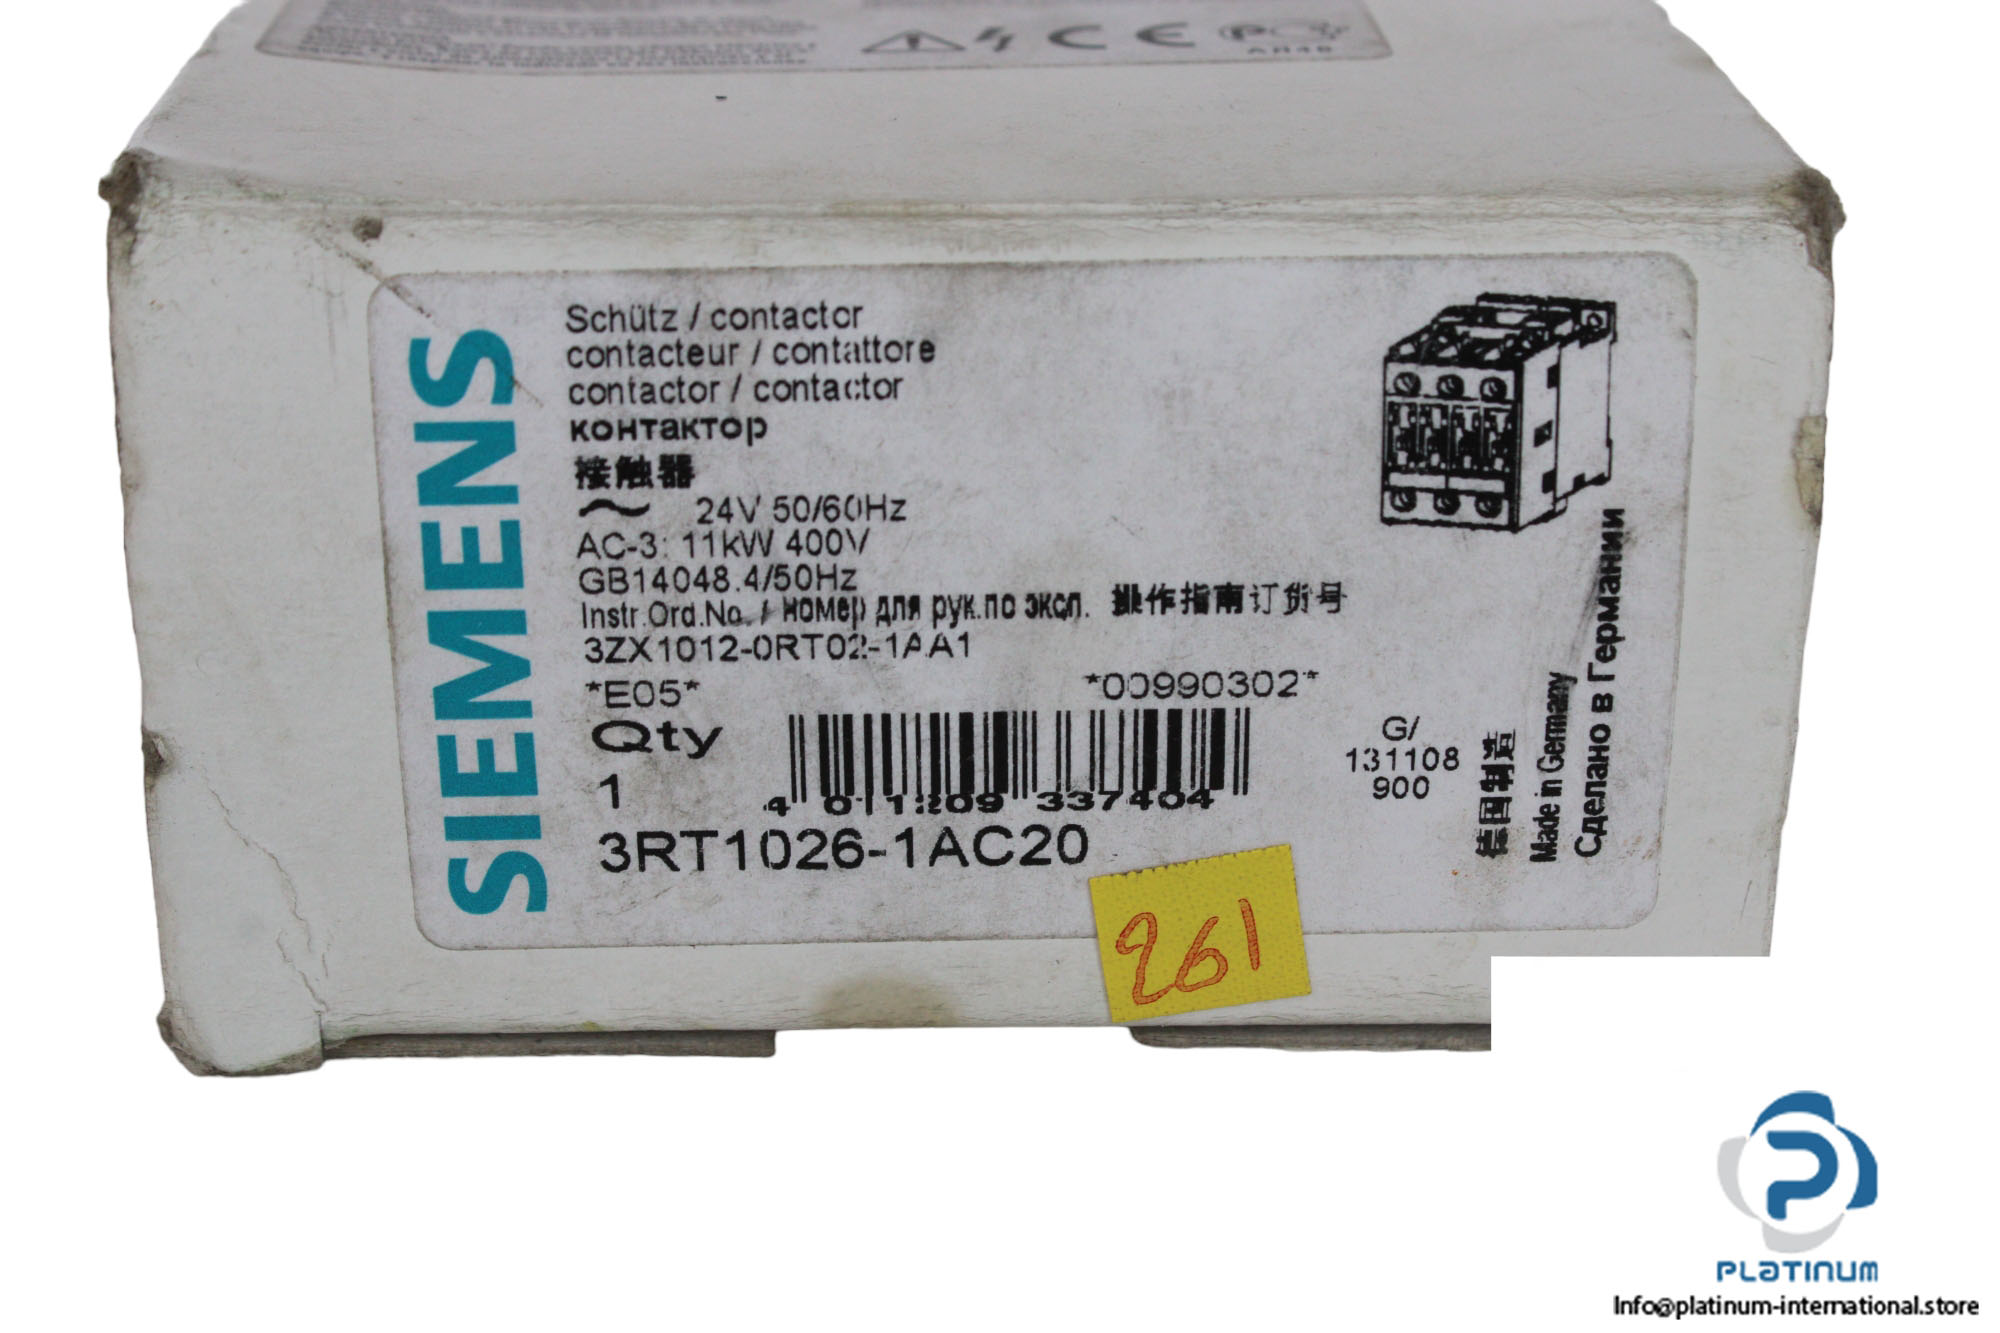 CE
АЯ46
SIEMENS
Schütz / contactor
contacteur / contattore
contactor / contactor
контактор
接触器
~ 24V 50/60Hz
AC-3: 11kW 400V
GB14048.4/50Hz
Instr.Ord.No. / номер для рук.по эксл. 操作指南订货号
3ZX1012-0RT02-1AA1
*E05* *00990302*
Qty
1
4 011209 337404
3RT1026-1AC20
G/
131108
900
德国制造
Made in Germany
Сделано в Германии
261
PLATINUM
Info@platinum-international.store